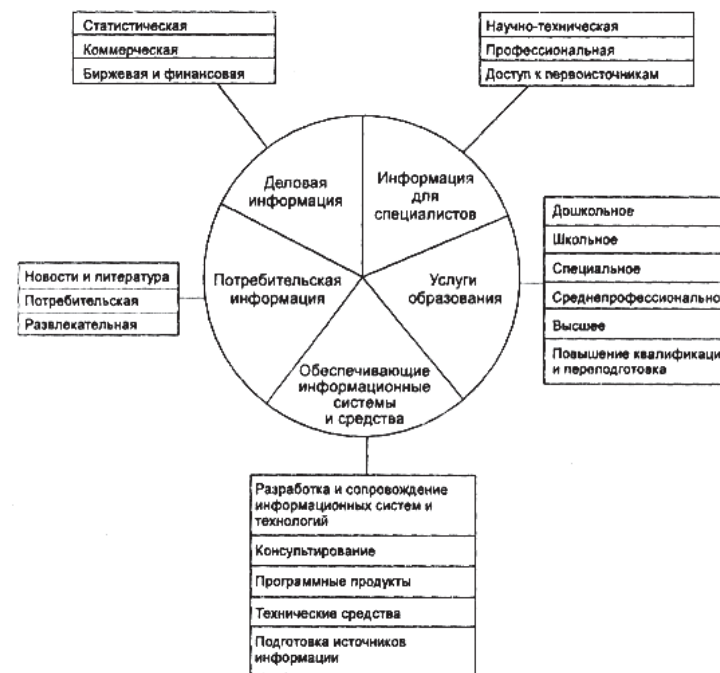 Статистическая
Коммерческая
Биржевая и финансовая
Научно-техническая
Профессиональная
Доступ к первоисточникам
Деловая
информация
Информация
для
специалистов
Потребительская
информация
Услуги
образования
Обеспечивающие
информационные
системы
и средства
Новости и литература
Потребительская
Развлекательная
Дошкольное
Школьное
Специальное
Среднепрофессионально
Высшее
Повышение квалификаци
и переподготовка
Разработка и сопровождение
информационных систем и
технологий
Консультирование
Программные продукты
Технические средства
Подготовка источников
информации